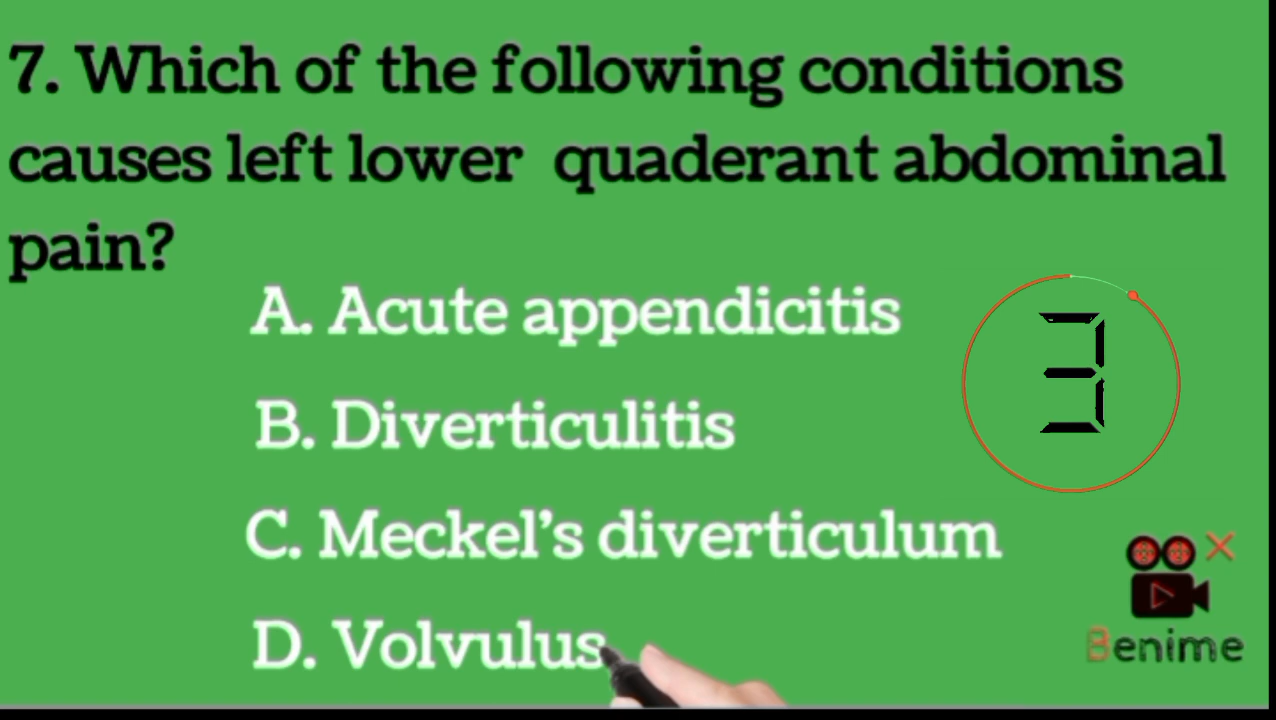 7. Which of the following conditions
causes left lower quaderant abdominal
pain?
A. Acute appendicitis
3
B. Diverticulitis
C. Meckel's diverticulum
D. Volvulus
Benime